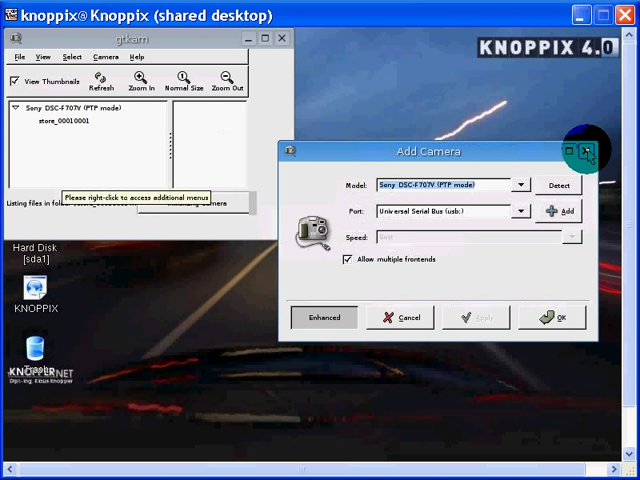 knoppix@Knoppix (shared desktop)
gtkam
File View Select Camera Help
View Thumbnails
Refresh
Zoom In
Normal Size
Zoom Out
Sony DSC-F707V (PTP mode)
store_00010001
Please right-click to access additional menus
Listing files in folder
KNOPPIX 4.0
Add Camera
Model:
Sony DSC-F707V (PTP mode)
Detect
Port:
Universal Serial Bus (usb:)
Add
Speed:
Best
Allow multiple frontends
Enhanced
Cancel
Apply
OK
Hard Disk
[sda1]
KNOPPIX
Trash
KNOPPER.NET
Dipl.-Ing. Klaus Knopper